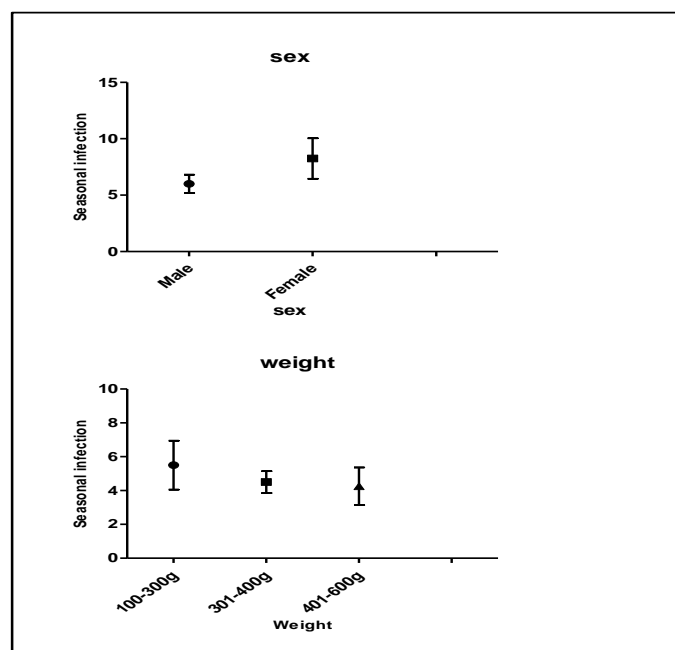 sex
15
10
5
0
Seasonal infection
Male
Female
sex
weight
10
8
6
4
2
0
Seasonal infection
100-300g
301-400g
401-600g
Weight